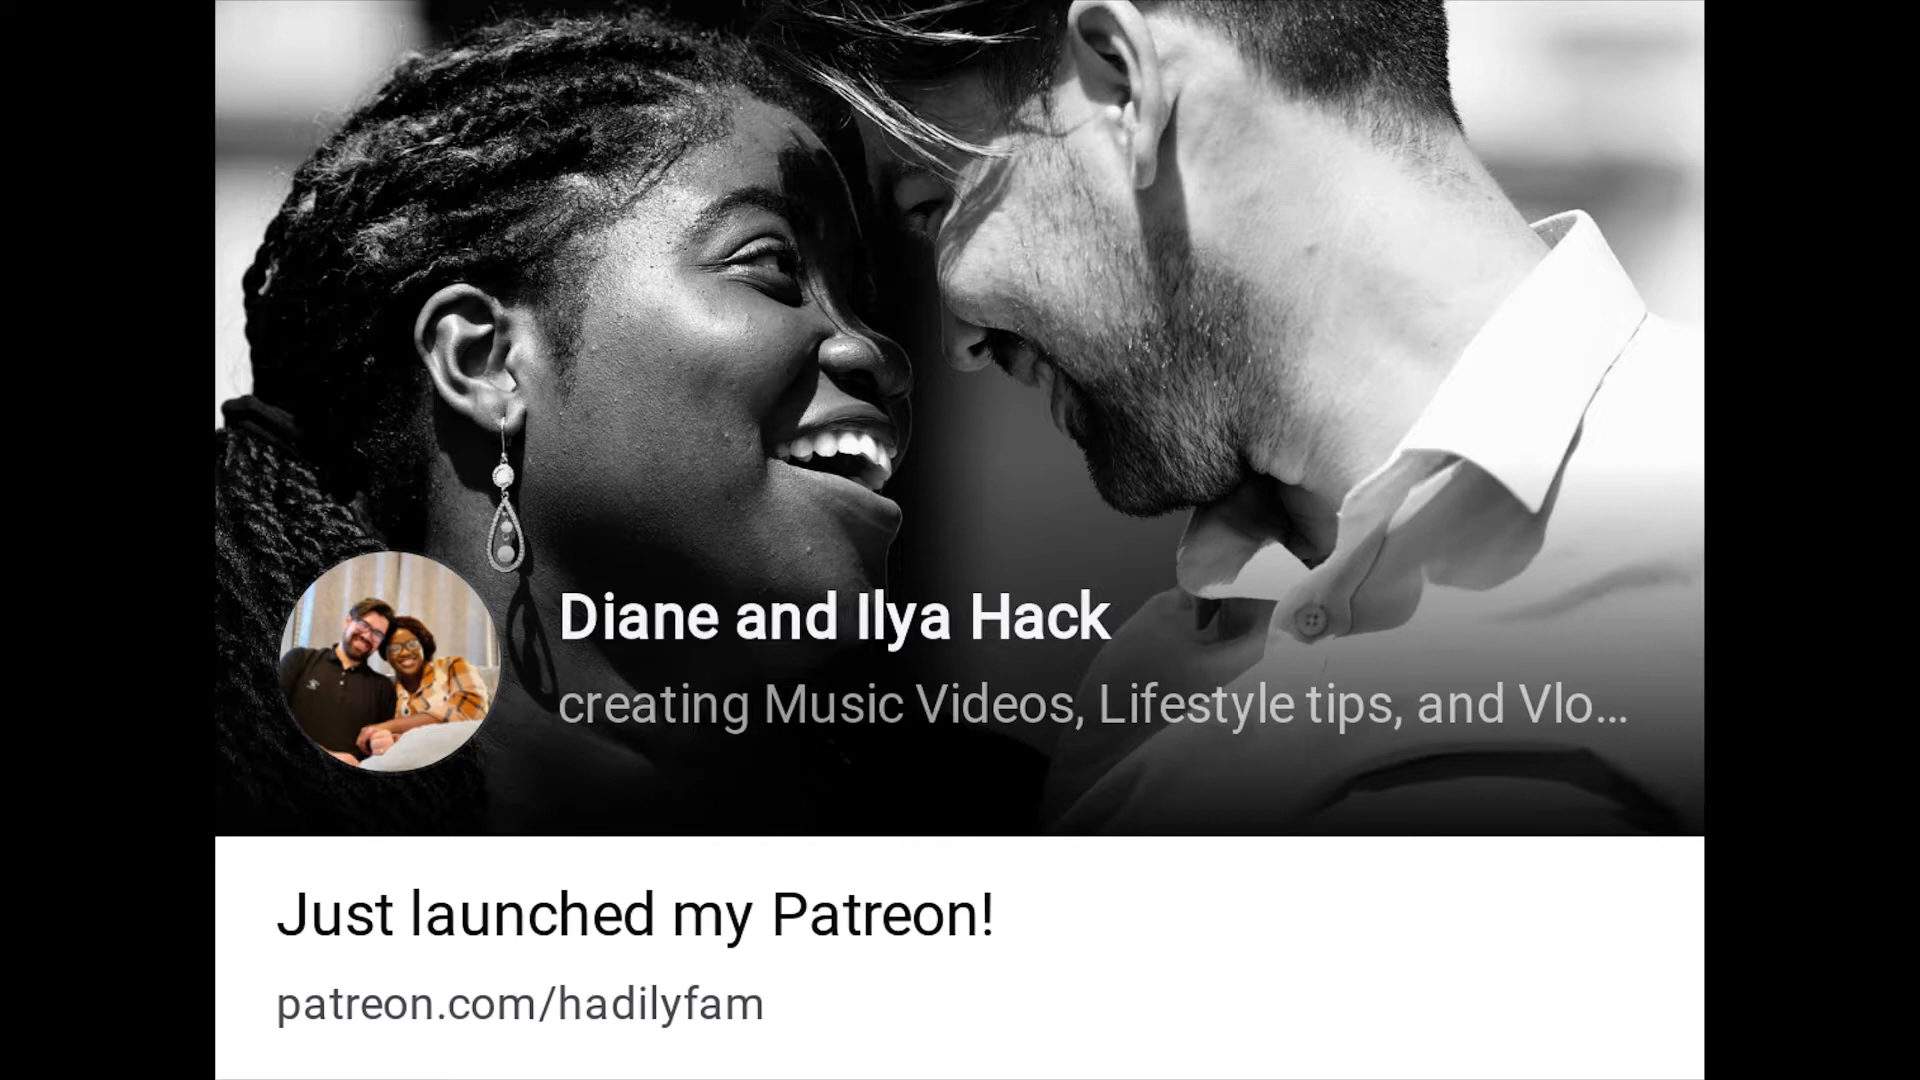 Diane and Ilya Hack
creating Music Videos, Lifestyle tips, and Vlo...
Just launched my Patreon!
patreon.com/hadilyfam